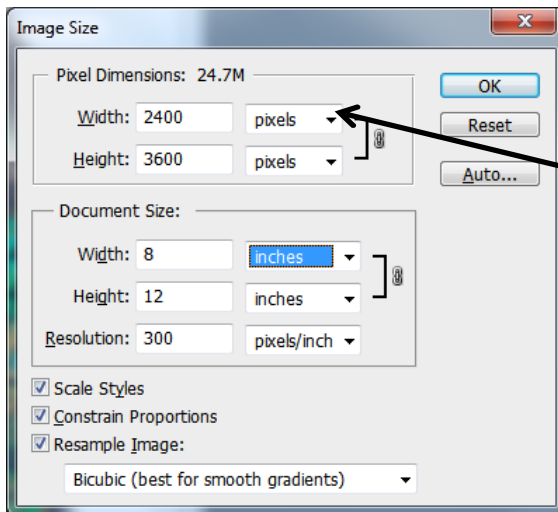 Image Size
x
Pixel Dimensions: 24.7M
Width: 2400 pixels
Height: 3600 pixels
OK
Reset
Auto...
Document Size:
Width: 8 inches
Height: 12 inches
Resolution: 300 pixels/inch
Scale Styles
Constrain Proportions
Resample Image:
Bicubic (best for smooth gradients)